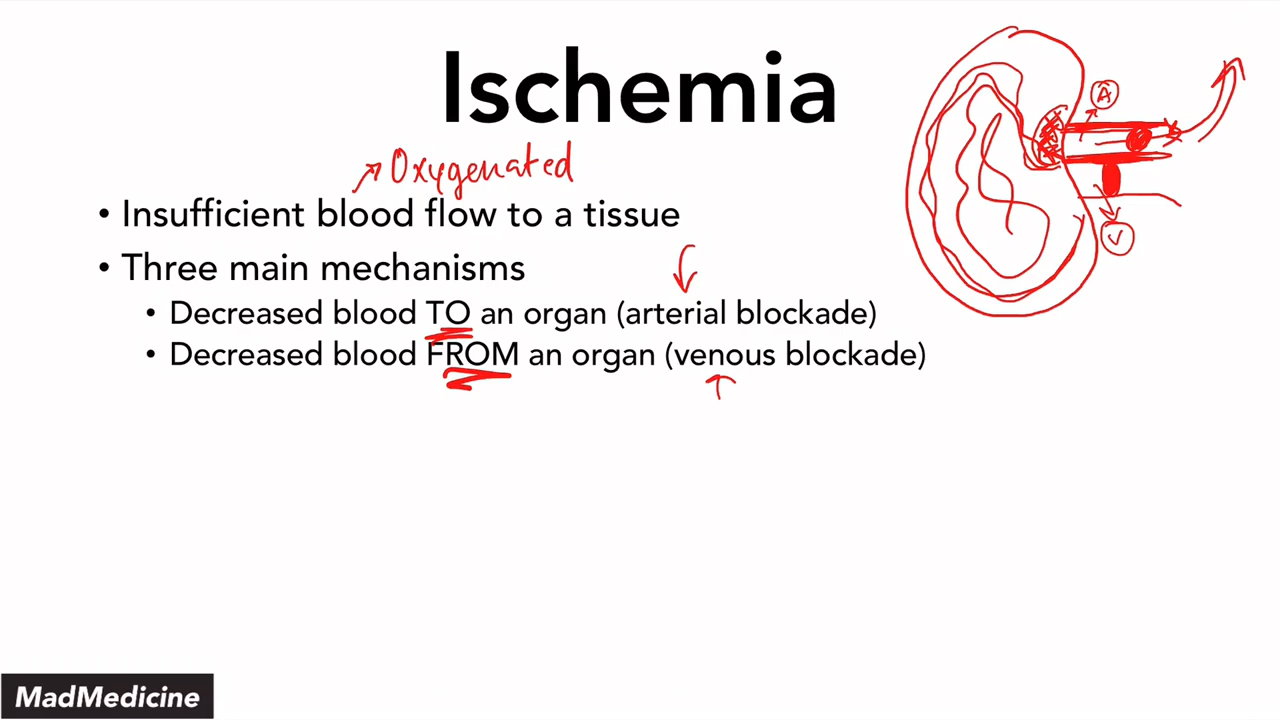 Ischemia
Oxygenated
• Insufficient blood flow to a tissue
• Three main mechanisms
• Decreased blood TO an organ (arterial blockade)
• Decreased blood FROM an organ (venous blockade)
A
V
MadMedicine